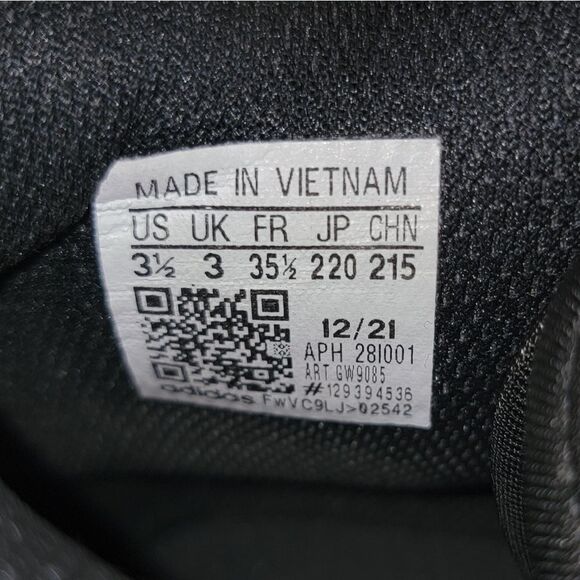 MADE IN VIETNAM
US UK FR JP CHN
3½ 3 35½ 220 215
12/21
APH 28I001
ART GW9085
#129394536
adidas FwVC9LJ>02542